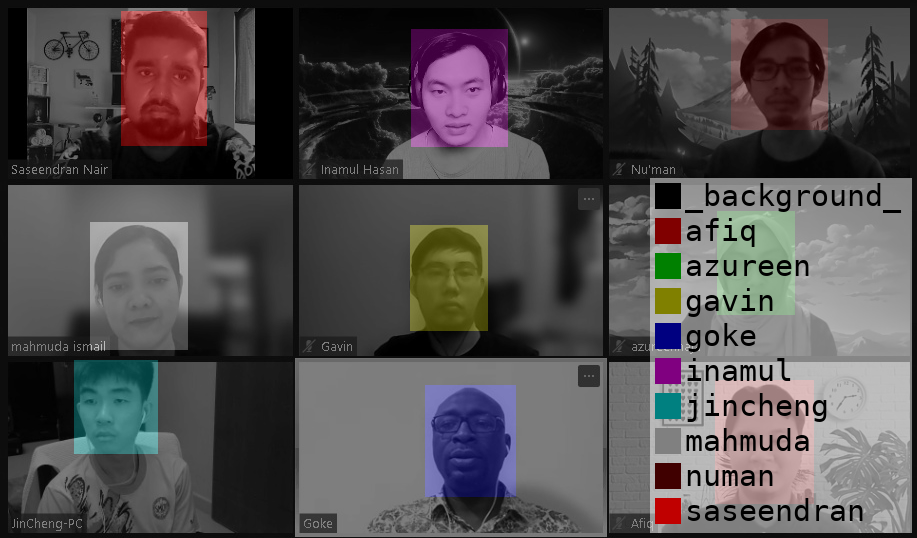 Saseendran Nair
Inamul Hasan
Nu'man
mahmuda ismail
Gavin
JinCheng-PC
Goke
Afiq
_background_
afiq
azureen
gavin
goke
inamul
jincheng
mahmuda
numan
saseendran